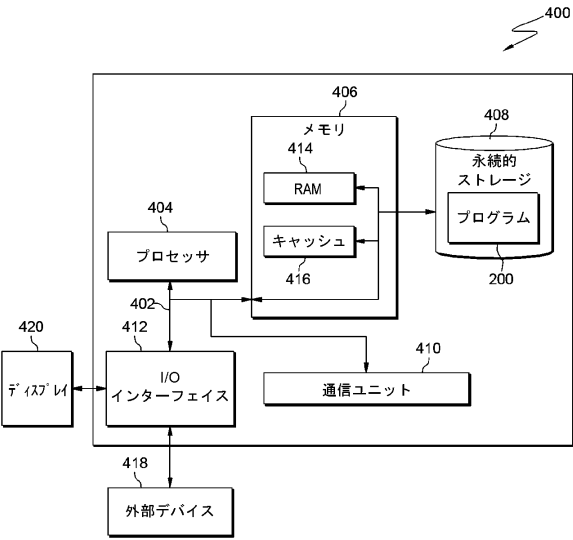 400
406
メモリ
408
永続的
ストレージ
414
RAM
プログラム
404
プロセッサ
キャッシュ
416
200
402
420
412
410
ディスプレイ
I/O
インターフェイス
通信ユニット
418
外部デバイス